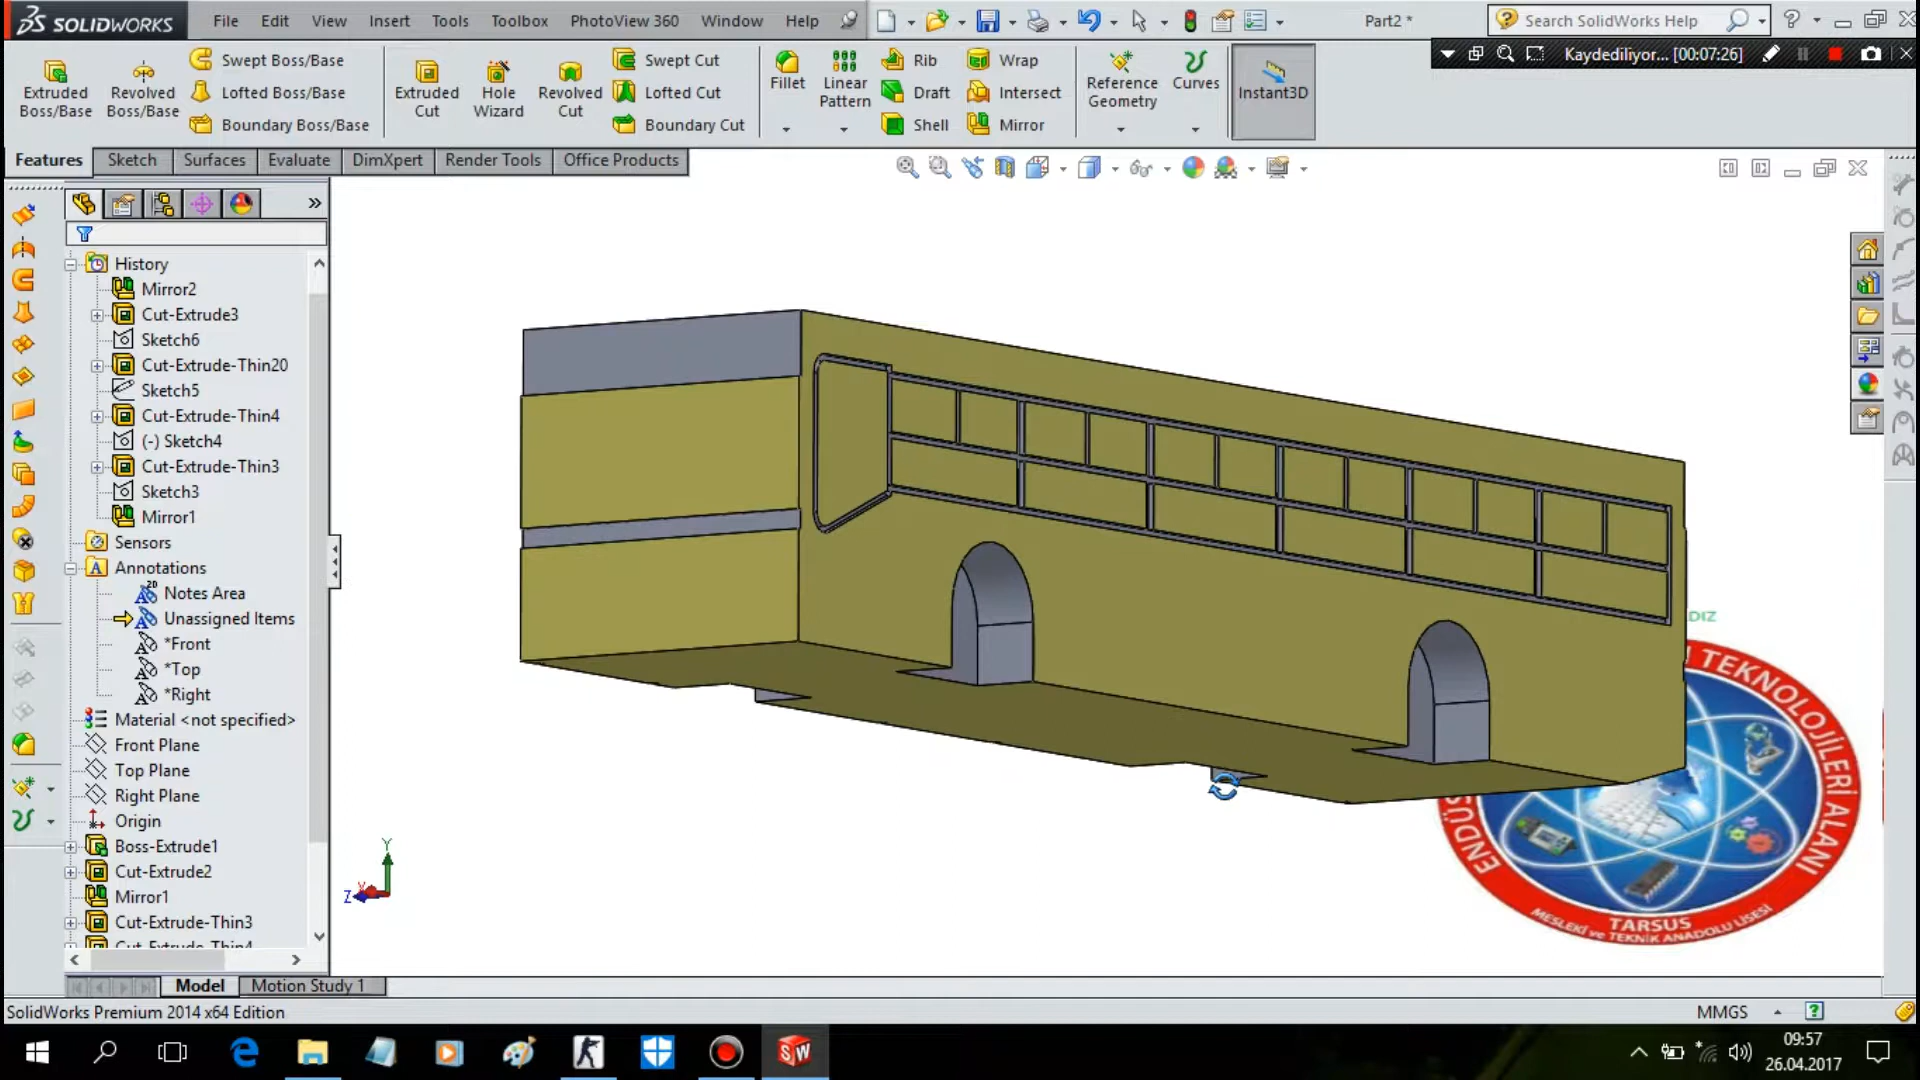 SOLIDWORKS File Edit View Insert Tools Toolbox PhotoView 360 Window Help Part2 * Search SolidWorks Help
Kaydediliyor... [00:07:26]
Extruded Boss/Base
Revolved Boss/Base
Swept Boss/Base
Lofted Boss/Base
Boundary Boss/Base
Extruded Cut
Hole Wizard
Revolved Cut
Swept Cut
Lofted Cut
Boundary Cut
Fillet
Linear Pattern
Rib
Draft
Shell
Wrap
Intersect
Mirror
Reference Geometry
Curves
Instant3D
Features Sketch Surfaces Evaluate DimXpert Render Tools Office Products
History
Mirror2
Cut-Extrude3
Sketch6
Cut-Extrude-Thin20
Sketch5
Cut-Extrude-Thin4
(-) Sketch4
Cut-Extrude-Thin3
Sketch3
Mirror1
Sensors
Annotations
Notes Area
Unassigned Items
*Front
*Top
*Right
Material <not specified>
Front Plane
Top Plane
Right Plane
Origin
Boss-Extrude1
Cut-Extrude2
Mirror1
Cut-Extrude-Thin3
Cut-Extrude-Thin4
Y
X
Z
DIZ
TEKNOLOJİLERİ ALANI
ENDÜS
TARSUS
MESLEKİ ve TEKNİK ANADOLU LİSESİ
Model Motion Study 1
SolidWorks Premium 2014 x64 Edition MMGS
09:57
26.04.2017